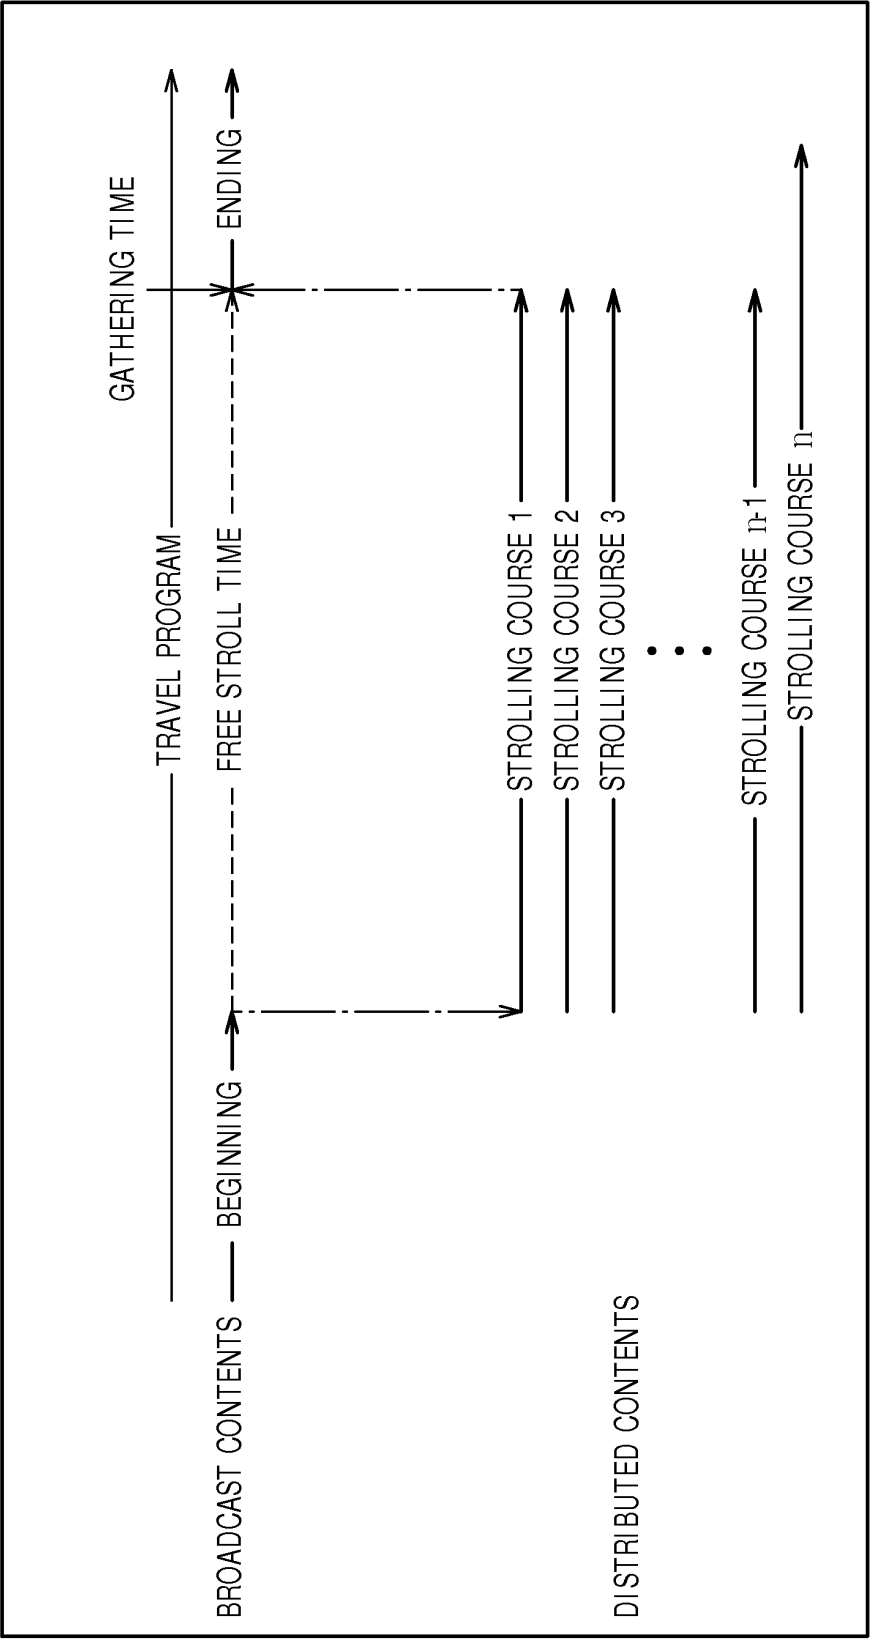 GATHERING TIME
TRAVEL PROGRAM
BROADCAST CONTENTS BEGINNING FREE STROLL TIME ENDING
STROLLING COURSE 1
STROLLING COURSE 2
DISTRIBUTED CONTENTS STROLLING COURSE 3
STROLLING COURSE n-1
STROLLING COURSE n